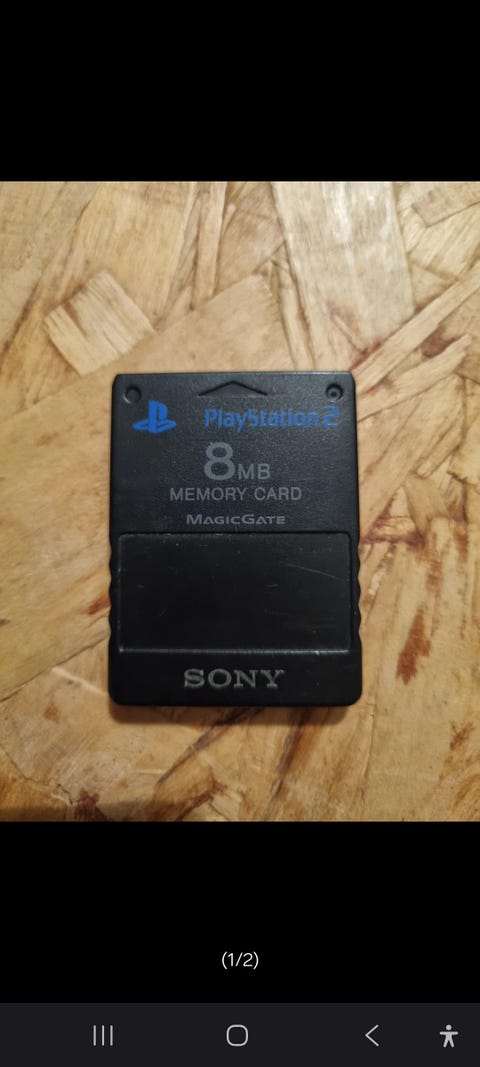 PlayStation 2
8MB
MEMORY CARD
MAGICGATE
SONY
(1/2)